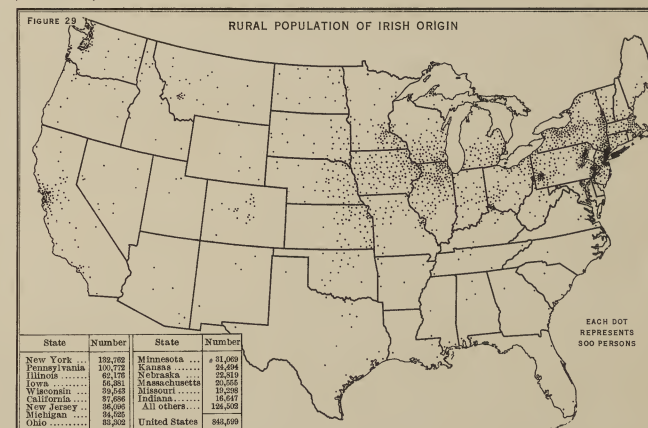 FIGURE 29
RURAL POPULATION OF IRISH ORIGIN
EACH DOT
REPRESENTS
500 PERSONS
State Number State Number
New York ... 132,762 Minnesota ... 31,969
Pennsylvania 100,772 Kansas ...... 24,494
Illinois ...... 62,176 Nebraska .... 22,819
Iowa ......... 56,381 Massachusetts 20,555
Wisconsin ... 39,543 Missouri ..... 19,298
California ... 37,686 Indiana ...... 16,647
New Jersey .. 36,096 All others .... 124,502
Michigan .... 34,525
Ohio .......... 33,302 United States 843,599